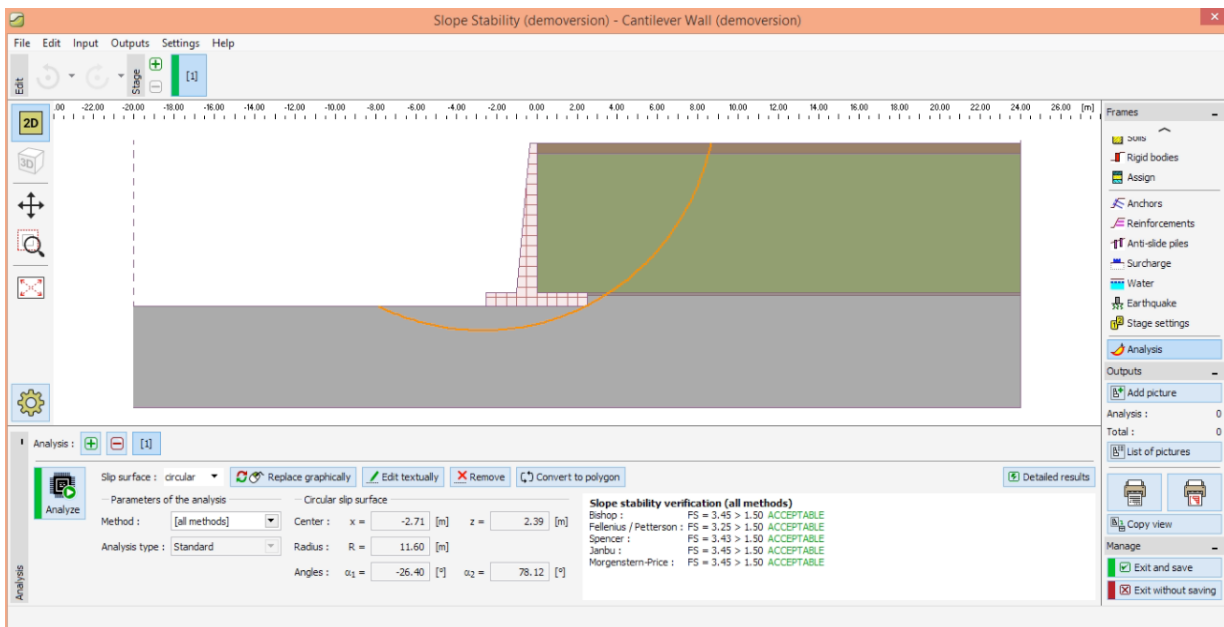 Slope Stability (demoversion) - Cantilever Wall (demoversion)
File Edit Input Outputs Settings Help
Edit
Stage
[1]
.00 -22.00 -20.00 -18.00 -16.00 -14.00 -12.00 -10.00 -8.00 -6.00 -4.00 -2.00 0.00 2.00 4.00 6.00 8.00 10.00 12.00 14.00 16.00 18.00 20.00 22.00 24.00 26.00 [m]
2D
3D
Frames
Soils
Rigid bodies
Assign
Anchors
Reinforcements
Anti-slide piles
Surcharge
Water
Earthquake
Stage settings
Analysis
Outputs
Add picture
Analysis : 0
Total : 0
List of pictures
Copy view
Manage
Exit and save
Exit without saving
Analysis : [1]
Analyze
Slip surface : circular Replace graphically Edit textually Remove Convert to polygon Detailed results
Parameters of the analysis
Method : [all methods]
Analysis type : Standard
Circular slip surface
Center : x = -2.71 [m] z = 2.39 [m]
Radius : R = 11.60 [m]
Angles : α1 = -26.40 [°] α2 = 78.12 [°]
Slope stability verification (all methods)
Bishop : FS = 3.45 > 1.50 ACCEPTABLE
Fellenius / Petterson : FS = 3.25 > 1.50 ACCEPTABLE
Spencer : FS = 3.43 > 1.50 ACCEPTABLE
Janbu : FS = 3.45 > 1.50 ACCEPTABLE
Morgenstern-Price : FS = 3.45 > 1.50 ACCEPTABLE
Analysis